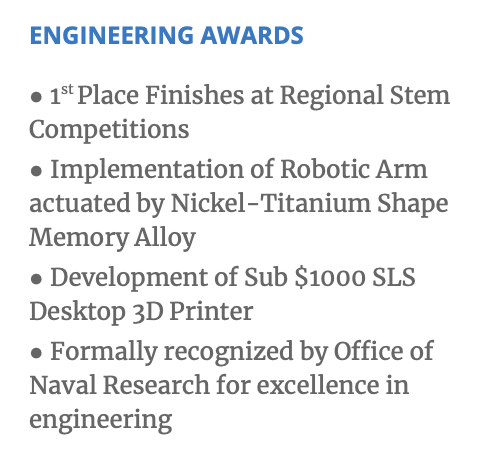 ENGINEERING AWARDS
● 1st Place Finishes at Regional Stem
Competitions
● Implementation of Robotic Arm
actuated by Nickel-Titanium Shape
Memory Alloy
● Development of Sub $1000 SLS
Desktop 3D Printer
● Formally recognized by Office of
Naval Research for excellence in
engineering